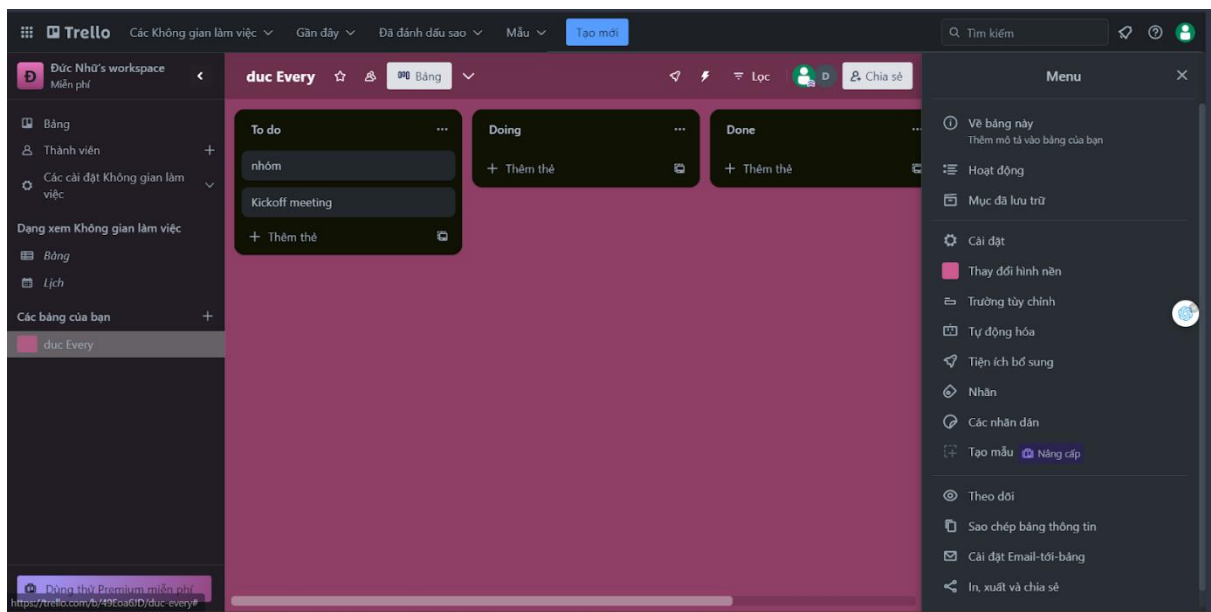 Trello
Các Không gian làm việc
Gần đây
Đã đánh dấu sao
Mẫu
Tạo mới
Tìm kiếm
Đ
Đức Nhữ's workspace
Miễn phí
Bảng
Thành viên
Các cài đặt Không gian làm
việc
Dạng xem Không gian làm việc
Bảng
Lịch
Các bảng của bạn
duc Every
Dùng thử Premium miễn phí
https://trello.com/b/49Eoa6JD/duc-every#
duc Every
Bảng
Lọc
D
Chia sẻ
To do
nhóm
Kickoff meeting
+ Thêm thẻ
Doing
+ Thêm thẻ
Done
+ Thêm thẻ
Menu
Về bảng này
Thêm mô tả vào bảng của bạn
Hoạt động
Mục đã lưu trữ
Cài đặt
Thay đổi hình nền
Trường tùy chỉnh
Tự động hóa
Tiện ích bổ sung
Nhãn
Các nhãn dán
Tạo mẫu
Nâng cấp
Theo dõi
Sao chép bảng thông tin
Cài đặt Email-tới-bảng
In, xuất và chia sẻ